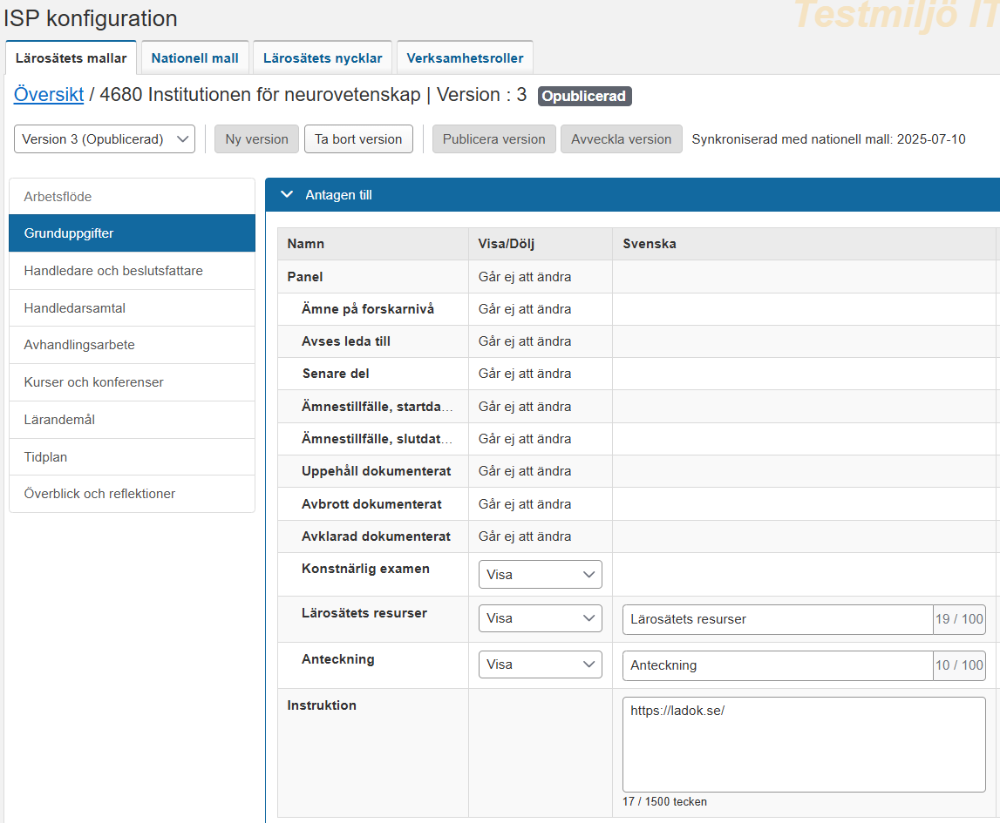 ISP konfiguration
Testmiljö IT
Lärosätets mallar Nationell mall Lärosätets nycklar Verksamhetsroller
Översikt / 4680 Institutionen för neurovetenskap | Version : 3 Opublicerad
Version 3 (Opublicerad) Ny version Ta bort version Publicera version Avveckla version Synkroniserad med nationell mall: 2025-07-10
Arbetsflöde
Grunduppgifter
Handledare och beslutsfattare
Handledarsamtal
Avhandlingsarbete
Kurser och konferenser
Lärandemål
Tidplan
Överblick och reflektioner
Antagen till
Namn Visa/Dölj Svenska
Panel Går ej att ändra
Ämne på forskarnivå Går ej att ändra
Avses leda till Går ej att ändra
Senare del Går ej att ändra
Ämnestillfälle, startda... Går ej att ändra
Ämnestillfälle, slutdat... Går ej att ändra
Uppehåll dokumenterat Går ej att ändra
Avbrott dokumenterat Går ej att ändra
Avklarad dokumenterat Går ej att ändra
Konstnärlig examen Visa
Lärosätets resurser Visa Lärosätets resurser 19 / 100
Anteckning Visa Anteckning 10 / 100
Instruktion https://ladok.se/
17 / 1500 tecken